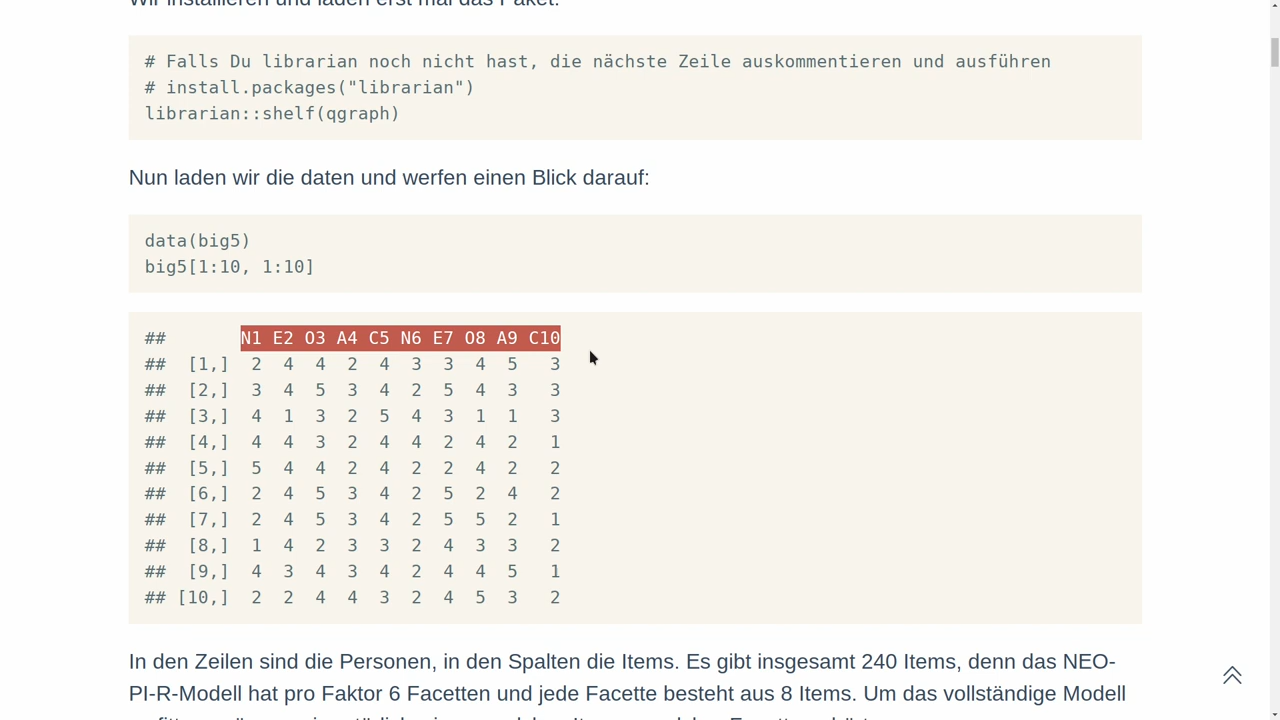 Wir installieren und laden erst mal das Paket:
# Falls Du librarian noch nicht hast, die nächste Zeile auskommentieren und ausführen
# install.packages("librarian")
librarian::shelf(qgraph)
Nun laden wir die daten und werfen einen Blick darauf:
data(big5)
big5[1:10, 1:10]
##       N1 E2 O3 A4 C5 N6 E7 O8 A9 C10
##  [1,]  2  4  4  2  4  3  3  4  5   3
##  [2,]  3  4  5  3  4  2  5  4  3   3
##  [3,]  4  1  3  2  5  4  3  1  1   3
##  [4,]  4  4  3  2  4  4  2  4  2   1
##  [5,]  5  4  4  2  4  2  2  4  2   2
##  [6,]  2  4  5  3  4  2  5  2  4   2
##  [7,]  2  4  5  3  4  2  5  5  2   1
##  [8,]  1  4  2  3  3  2  4  3  3   2
##  [9,]  4  3  4  3  4  2  4  4  5   1
## [10,]  2  2  4  4  3  2  4  5  3   2
In den Zeilen sind die Personen, in den Spalten die Items. Es gibt insgesamt 240 Items, denn das NEO-
PI-R-Modell hat pro Faktor 6 Facetten und jede Facette besteht aus 8 Items. Um das vollständige Modell